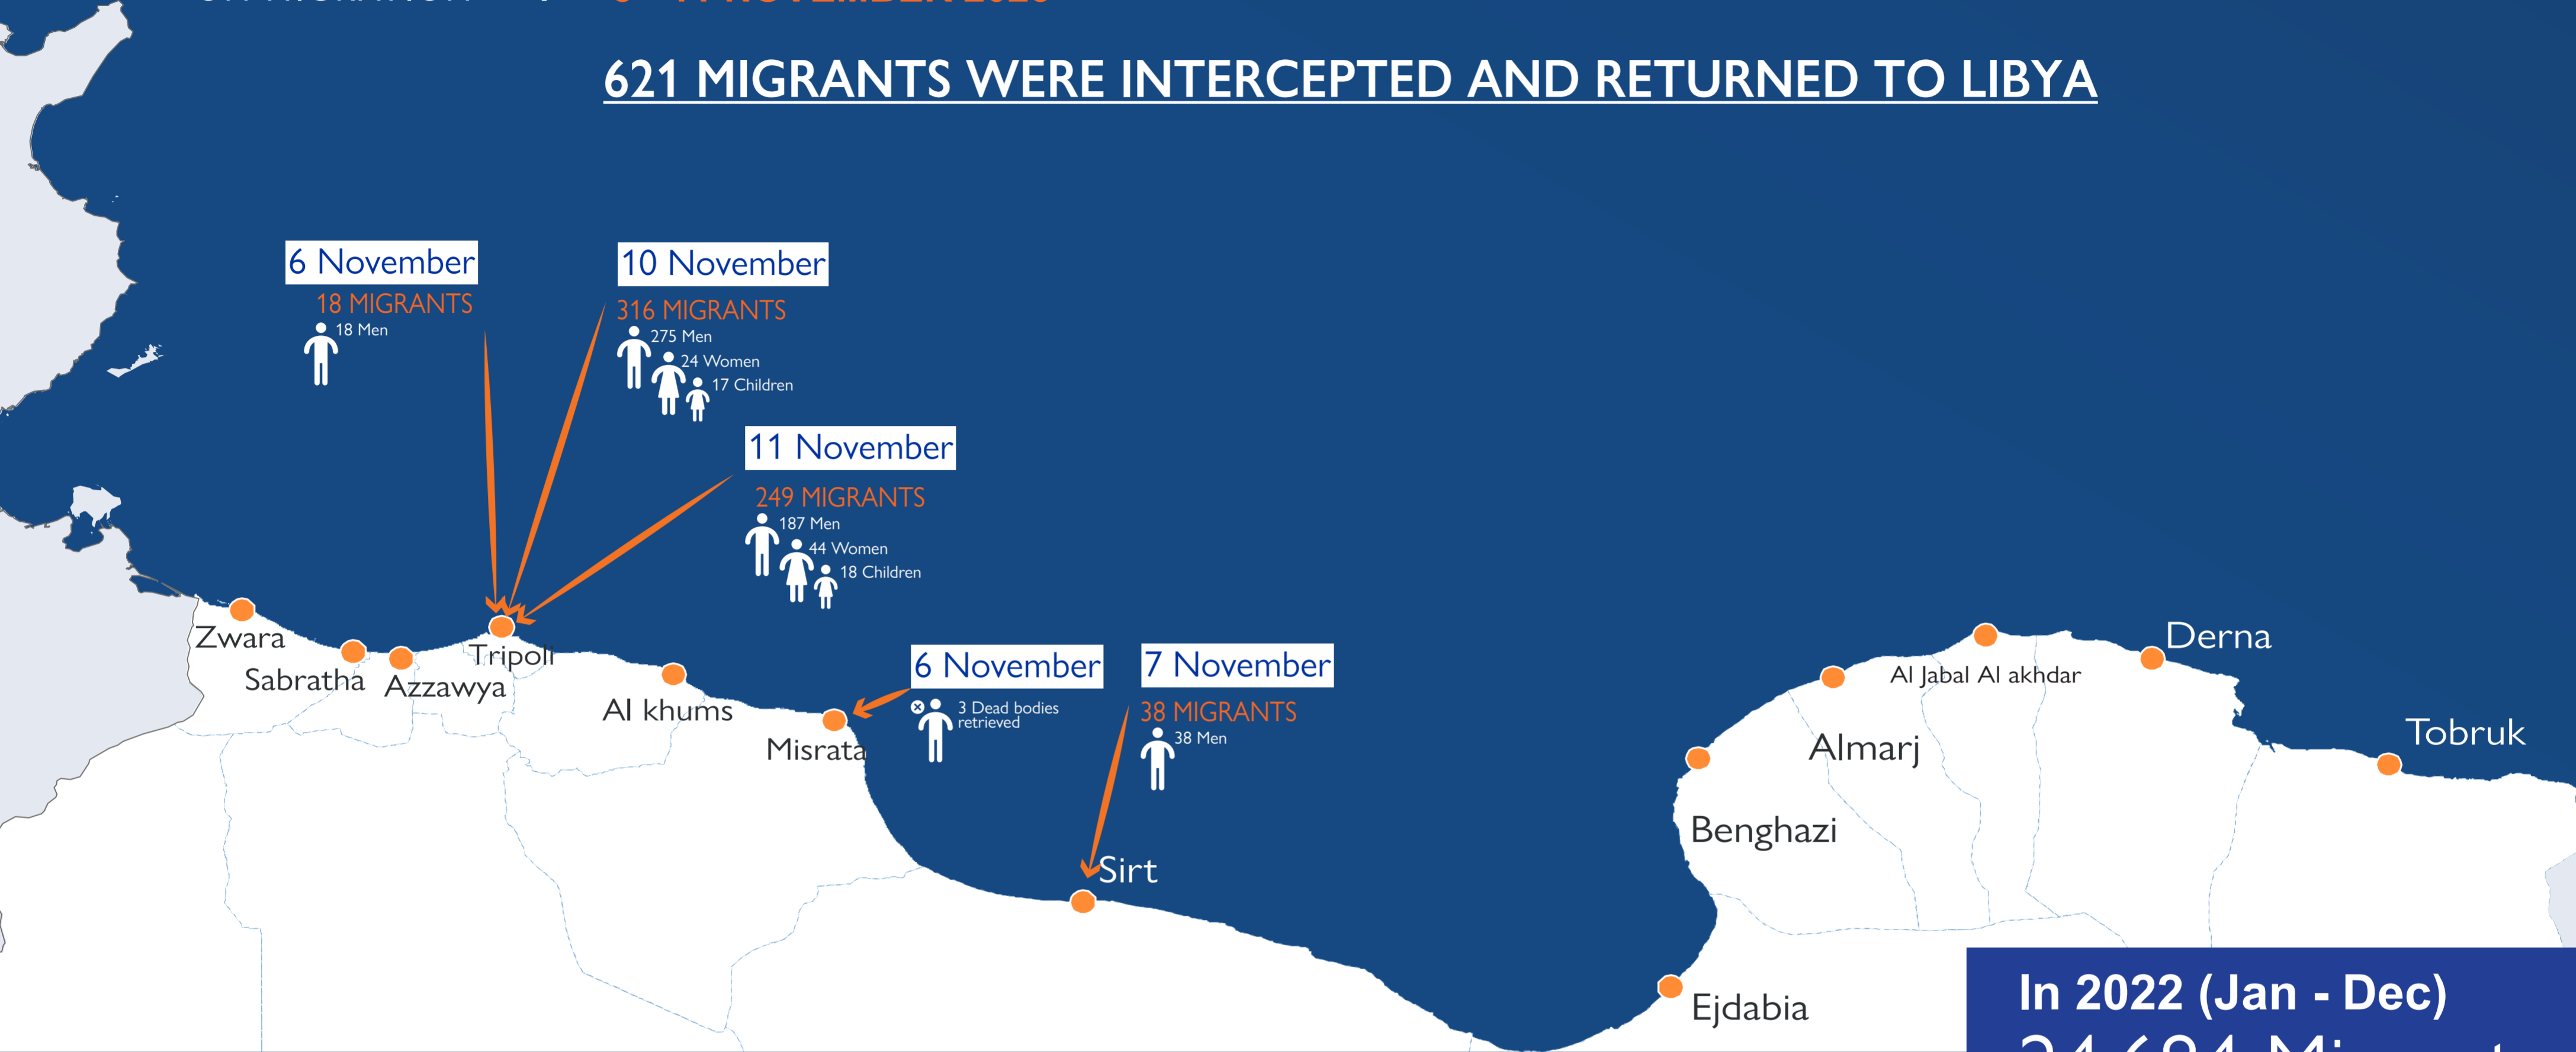 621 MIGRANTS WERE INTERCEPTED AND RETURNED TO LIBYA
6 November
18 MIGRANTS
18 Men
10 November
316 MIGRANTS
275 Men
24 Women
17 Children
11 November
249 MIGRANTS
187 Men
44 Women
18 Children
6 November
3 Dead bodies
retrieved
7 November
38 MIGRANTS
38 Men
Zwara
Sabratha
Azzawya
Tripoli
Al khums
Misrata
Sirt
Ejdabia
Benghazi
Almarj
Al Jabal Al akhdar
Derna
Tobruk
In 2022 (Jan - Dec)